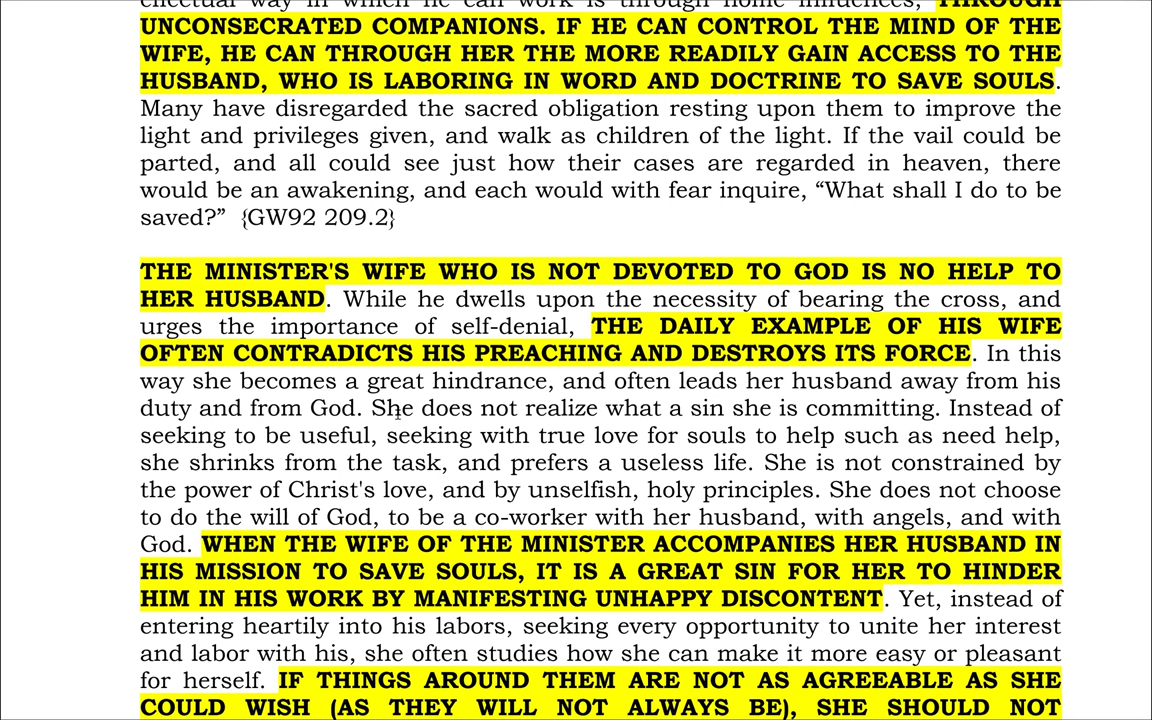 effectual way in which he can work is through home influences, THROUGH
UNCONSECRATED COMPANIONS. IF HE CAN CONTROL THE MIND OF THE
WIFE, HE CAN THROUGH HER THE MORE READILY GAIN ACCESS TO THE
HUSBAND, WHO IS LABORING IN WORD AND DOCTRINE TO SAVE SOULS.
Many have disregarded the sacred obligation resting upon them to improve the
light and privileges given, and walk as children of the light. If the vail could be
parted, and all could see just how their cases are regarded in heaven, there
would be an awakening, and each would with fear inquire, “What shall I do to be
saved?” {GW92 209.2}
THE MINISTER'S WIFE WHO IS NOT DEVOTED TO GOD IS NO HELP TO
HER HUSBAND. While he dwells upon the necessity of bearing the cross, and
urges the importance of self-denial, THE DAILY EXAMPLE OF HIS WIFE
OFTEN CONTRADICTS HIS PREACHING AND DESTROYS ITS FORCE. In this
way she becomes a great hindrance, and often leads her husband away from his
duty and from God. She does not realize what a sin she is committing. Instead of
seeking to be useful, seeking with true love for souls to help such as need help,
she shrinks from the task, and prefers a useless life. She is not constrained by
the power of Christ's love, and by unselfish, holy principles. She does not choose
to do the will of God, to be a co-worker with her husband, with angels, and with
God. WHEN THE WIFE OF THE MINISTER ACCOMPANIES HER HUSBAND IN
HIS MISSION TO SAVE SOULS, IT IS A GREAT SIN FOR HER TO HINDER
HIM IN HIS WORK BY MANIFESTING UNHAPPY DISCONTENT. Yet, instead of
entering heartily into his labors, seeking every opportunity to unite her interest
and labor with his, she often studies how she can make it more easy or pleasant
for herself. IF THINGS AROUND THEM ARE NOT AS AGREEABLE AS SHE
COULD WISH (AS THEY WILL NOT ALWAYS BE), SHE SHOULD NOT